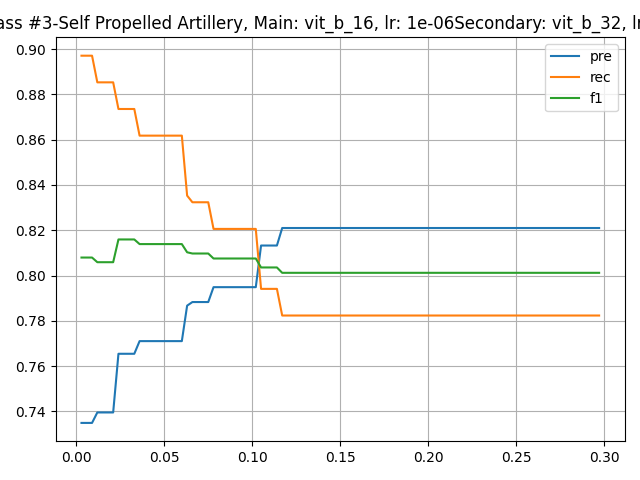 ass #3-Self Propelled Artillery, Main: vit_b_16, lr: 1e-06Secondary: vit_b_32, lr
pre
rec
f1
0.90
0.88
0.86
0.84
0.82
0.80
0.78
0.76
0.74
0.00 0.05 0.10 0.15 0.20 0.25 0.30